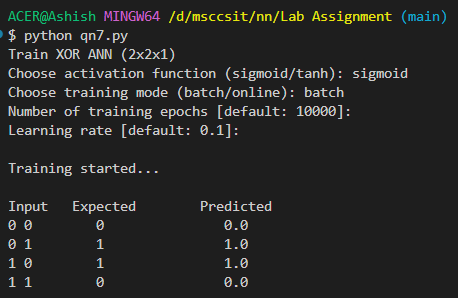 ACER@Ashish MINGW64 /d/msccsit/nn/Lab Assignment (main)
$ python qn7.py
Train XOR ANN (2x2x1)
Choose activation function (sigmoid/tanh): sigmoid
Choose training mode (batch/online): batch
Number of training epochs [default: 10000]:
Learning rate [default: 0.1]:
Training started...
Input   Expected        Predicted
0 0        0               0.0
0 1        1               1.0
1 0        1               1.0
1 1        0               0.0